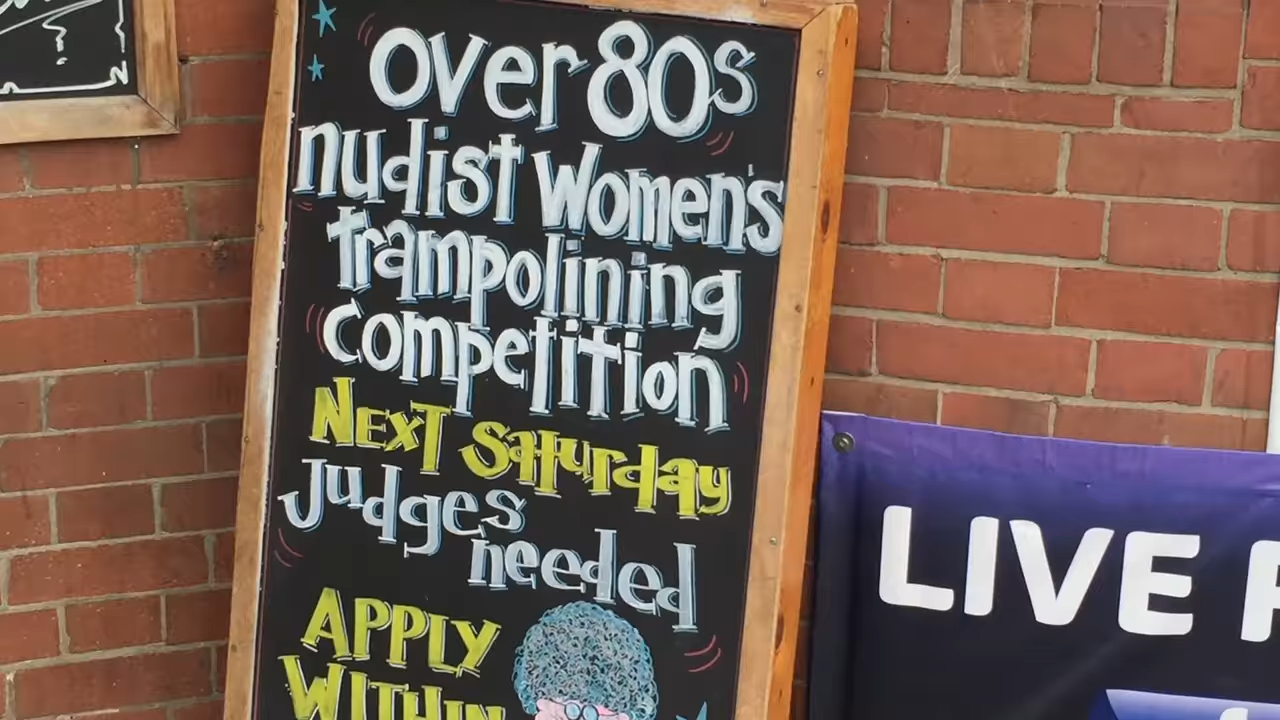 over 80s
nudist Women's
trampolining
competition
NEXT Saturday
Judges
needed
APPLY
WITHIN
LIVE